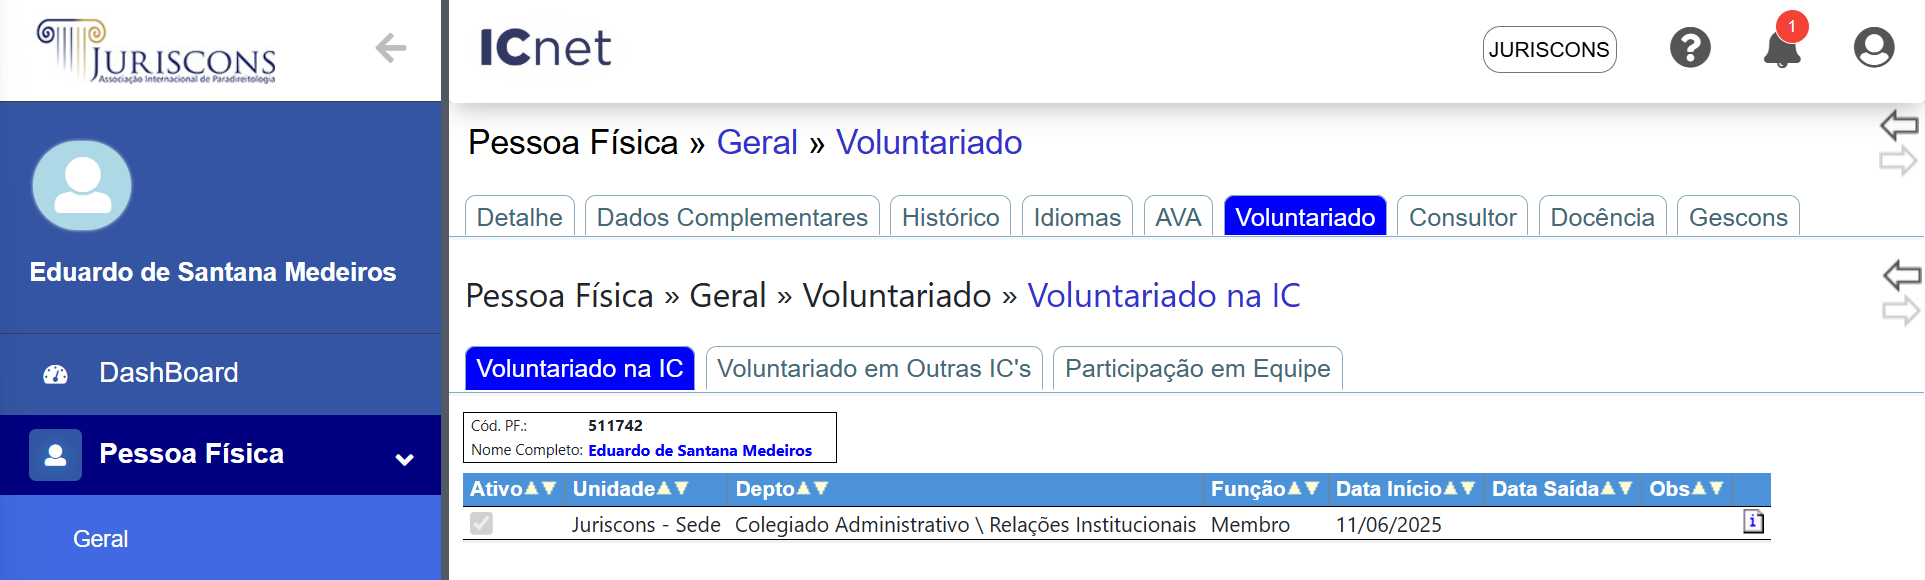 JURISCONS
Associação Internacional de Paradireitologia
ICnet
JURISCONS
1
Eduardo de Santana Medeiros
DashBoard
Pessoa Física
Geral
Pessoa Física » Geral » Voluntariado
Detalhe Dados Complementares Histórico Idiomas AVA Voluntariado Consultor Docência Gescons
Pessoa Física » Geral » Voluntariado » Voluntariado na IC
Voluntariado na IC Voluntariado em Outras IC's Participação em Equipe
Cód. PF.: 511742
Nome Completo: Eduardo de Santana Medeiros
Ativo Unidade Depto Função Data Início Data Saída Obs
Juriscons - Sede Colegiado Administrativo \ Relações Institucionais Membro 11/06/2025